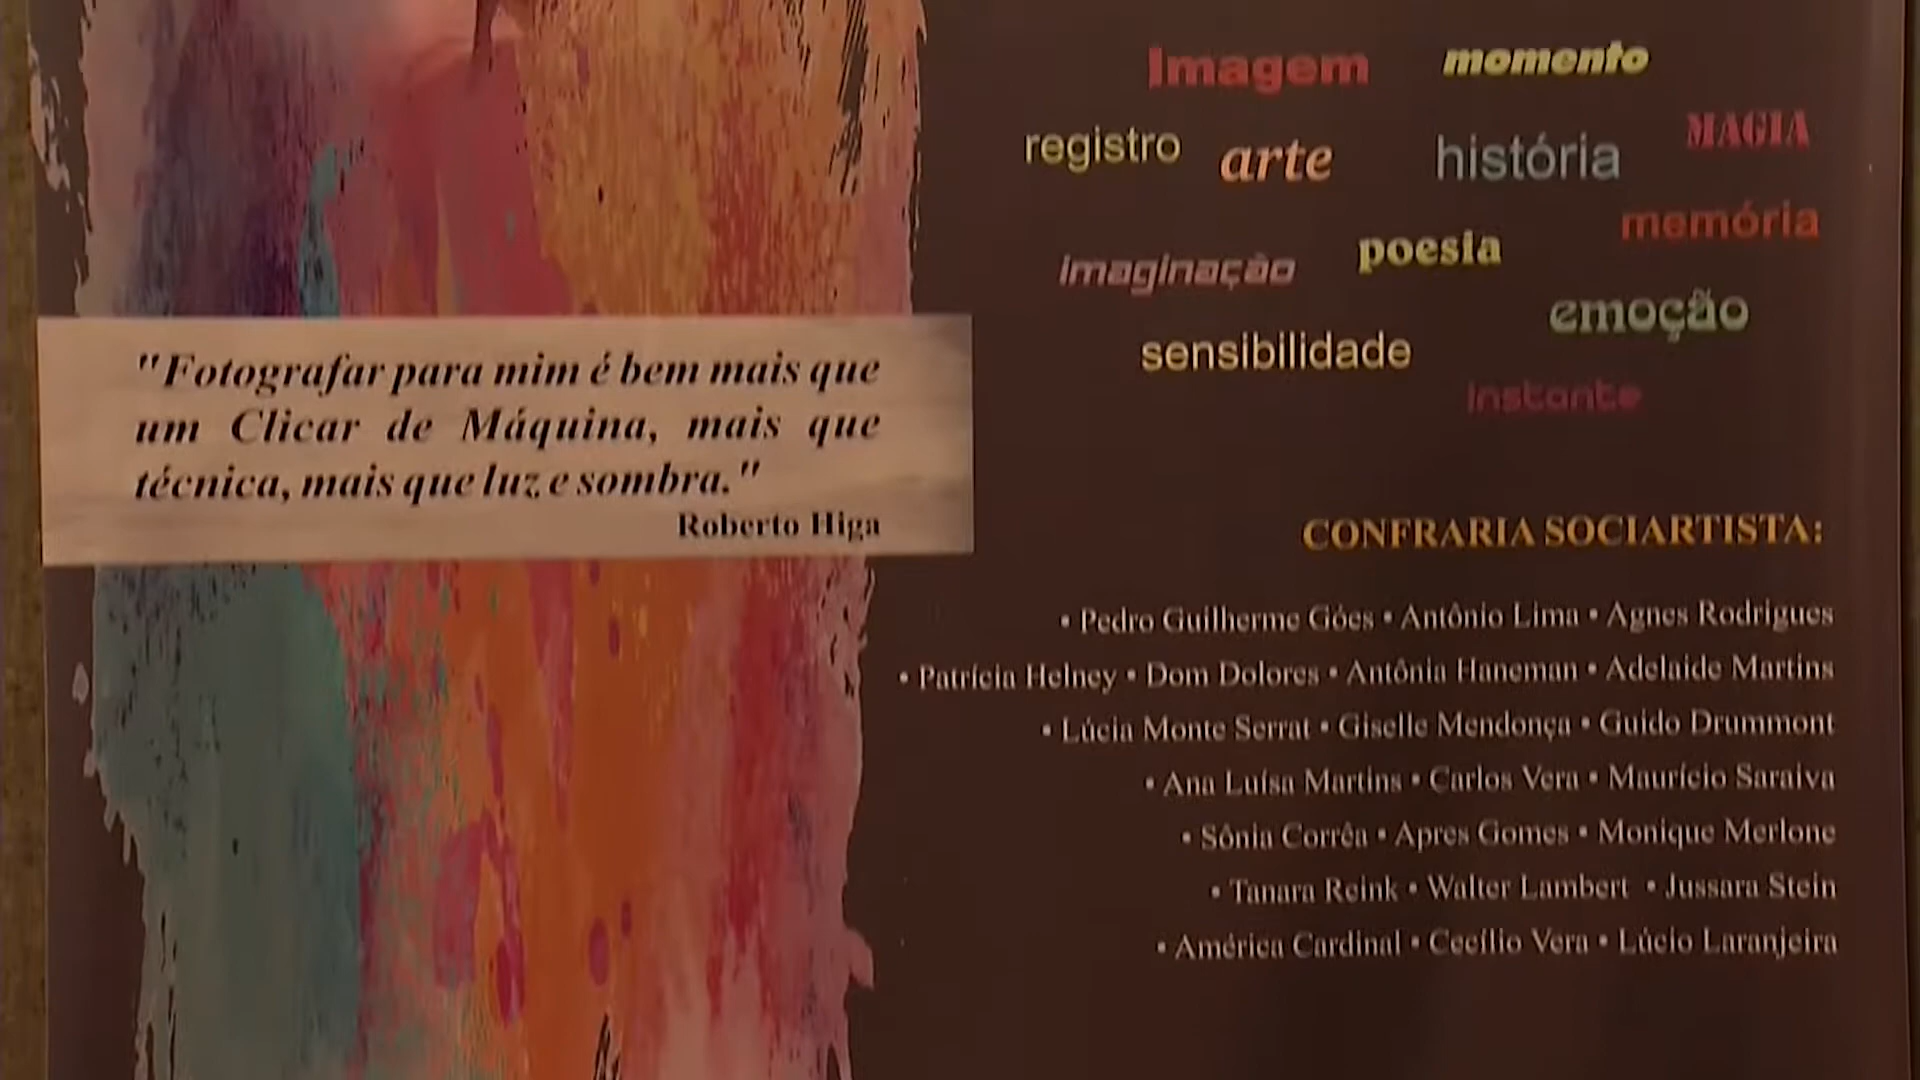 "Fotografar para mim é bem mais que
um Clicar de Máquina, mais que
técnica, mais que luz e sombra."
Roberto Higa
Imagem momento
registro arte história MAGIA
imaginação poesia memória
sensibilidade emoção
instante
CONFRARIA SOCIARTISTA:
• Pedro Guilherme Góes • Antônio Lima • Agnes Rodrigues
• Patrícia Helney • Dom Dolores • Antônia Haneman • Adelaide Martins
• Lúcia Monte Serrat • Giselle Mendonça • Guido Drummont
• Ana Luísa Martins • Carlos Vera • Maurício Saraiva
• Sônia Corrêa • Apres Gomes • Monique Merlone
• Tanara Reink • Walter Lambert • Jussara Stein
• América Cardinal • Cecílio Vera • Lúcio Laranjeira